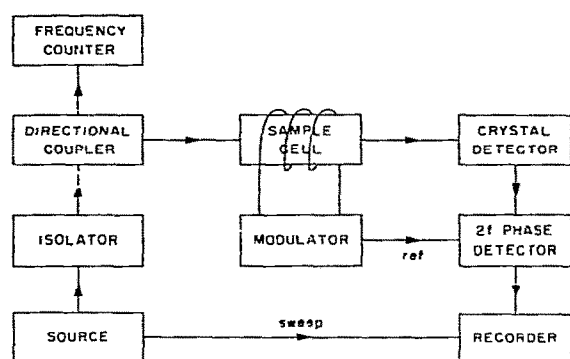 FREQUENCY
COUNTER
DIRECTIONAL
COUPLER
SAMPLE
CELL
CRYSTAL
DETECTOR
ISOLATOR
MODULATOR
ref
2f PHASE
DETECTOR
SOURCE
sweep
RECORDER